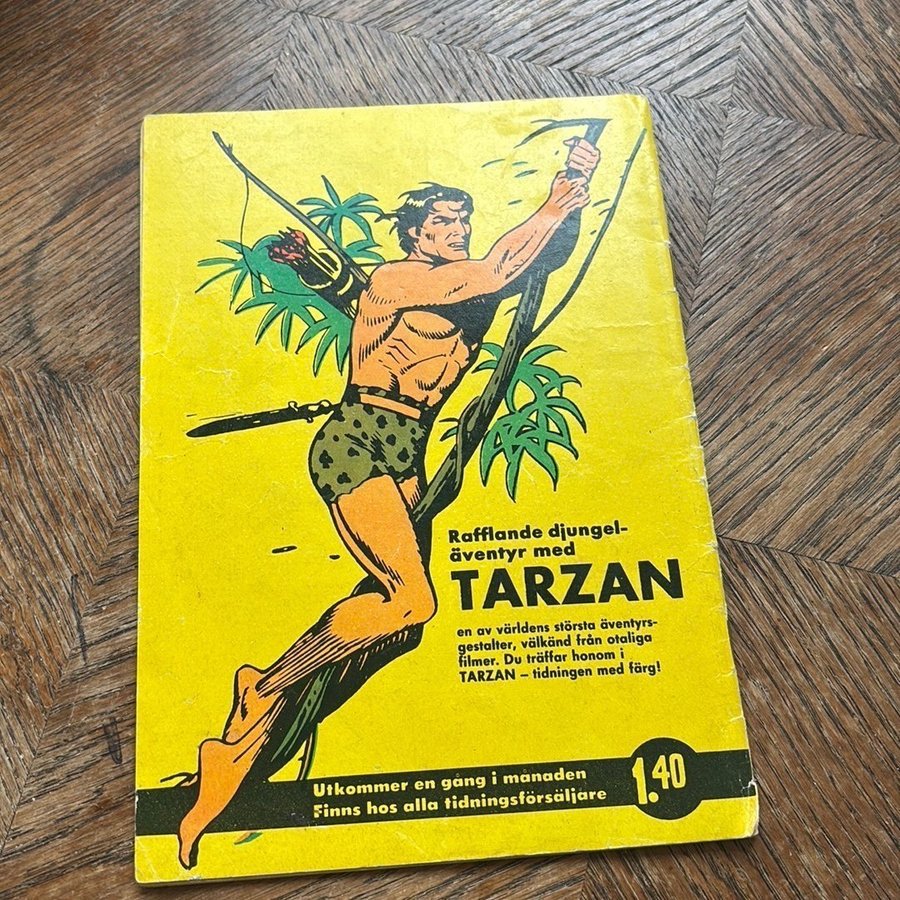 Rafflande djungel-
äventyr med
TARZAN
en av världens största äventyrs-
gestalter, välkänd från otaliga
filmer. Du träffar honom i
TARZAN – tidningen med färg!
Utkommer en gång i månaden
Finns hos alla tidningsförsäljare
1.40